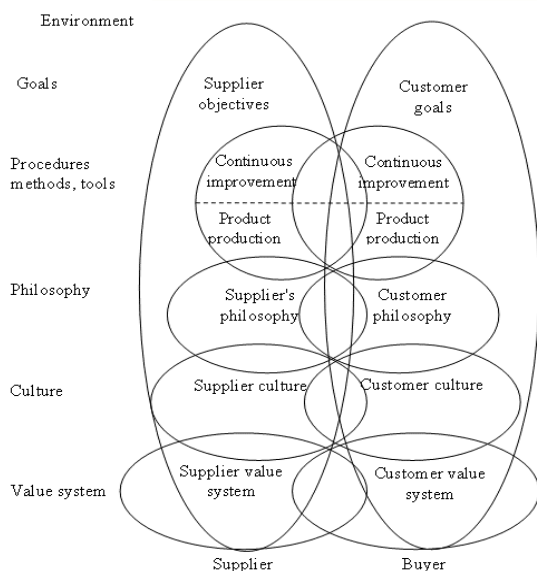 Environment
Goals
Supplier
objectives
Customer
goals
Procedures
methods, tools
Continuous
improvement
Continuous
improvement
Product
production
Product
production
Philosophy
Supplier's
philosophy
Customer
philosophy
Culture
Supplier culture
Customer culture
Value system
Supplier value
system
Customer value
system
Supplier
Buyer